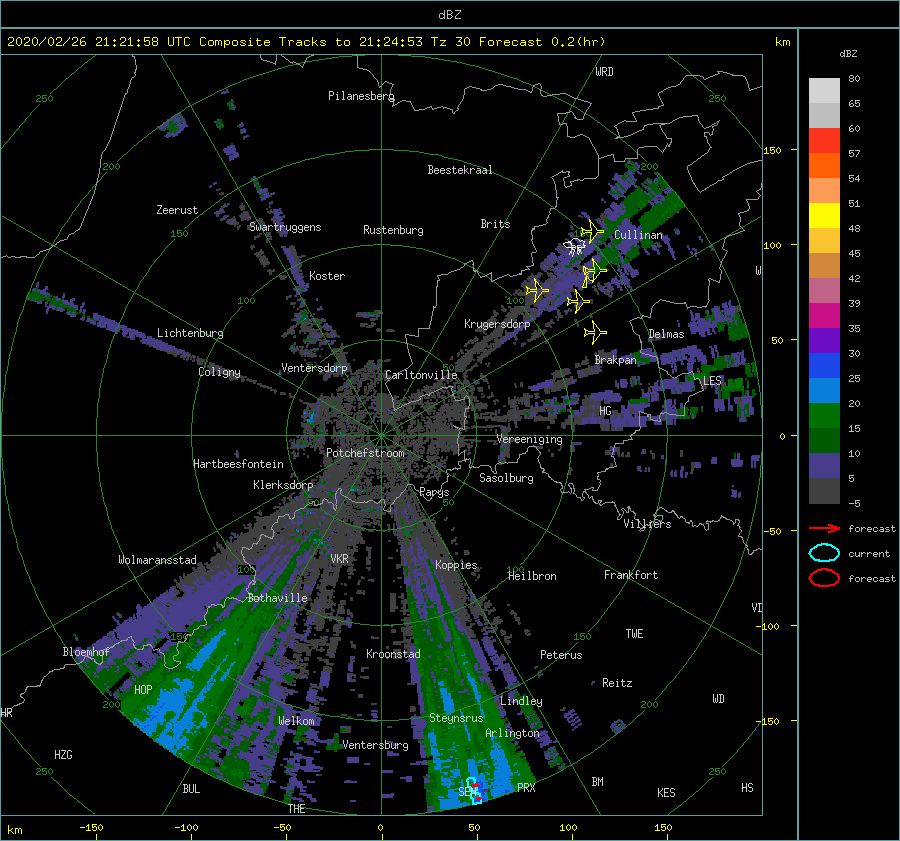 dBZ
2020/02/26 21:21:58 UTC Composite Tracks to 21:24:53 Tz 30 Forecast 0.2(hr)
km
dBZ
WRD
80
250
Pilanesberg
250
65
60
150
57
200
Beestekraal
200
54
Zeerust
51
Swartruggens
Brits
150
Rustenburg
Cullinan
48
100
45
W
Koster
42
100
100
39
Krugersdorp
35
Lichtenburg
Delmas
50
30
Brakpan
Coligny
Ventersdorp
Carltonville
LES
25
20
HG
15
Vereeniging
0
10
Potchefstroom
Hartbeesfontein
5
Sasolburg
Klerksdorp
Parys
50
50
-5
Villiers
forecast
-50
VKR
current
Wolmaransstad
Koppies
100
100
Heilbron
Frankfort
forecast
Bothaville
VI
-100
150
150
TWE
Bloemhof
Kroonstad
Peterus
Reitz
HOP
WD
Lindley
200
200
HR
Steynsrus
Welkom
-150
Arlington
Ventersburg
HZG
250
250
BM
BUL
PRX
HS
KES
THE
km
-150
-100
-50
0
50
100
150